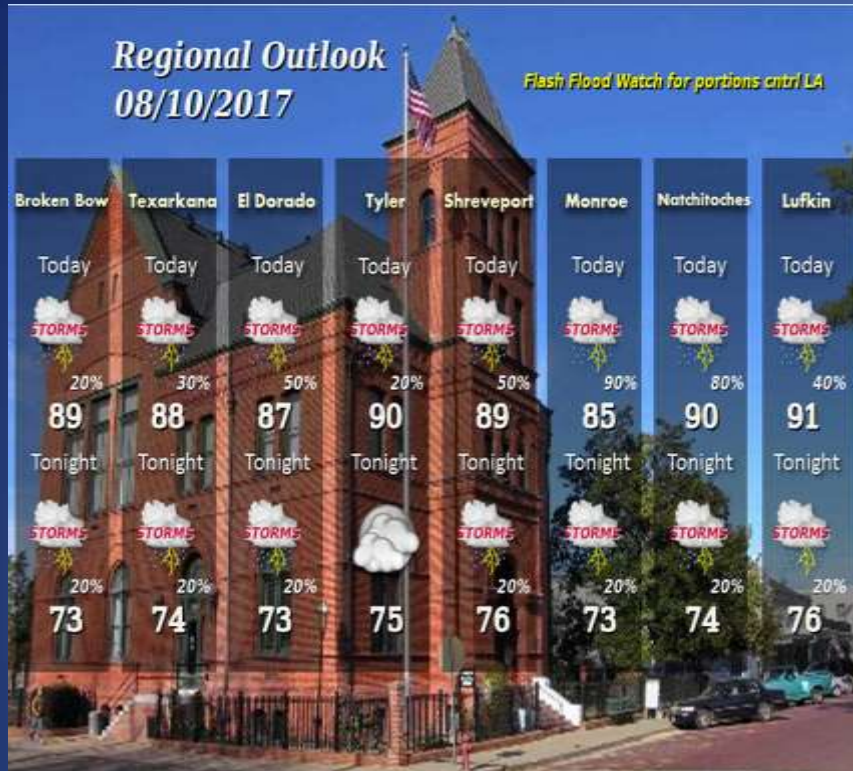 Regional Outlook
08/10/2017
Flash Flood Watch for portions cntrl LA
Broken Bow Texarkana El Dorado Tyler Shreveport Monroe Natchitoches Lufkin
Today Today Today Today Today Today Today Today
STORMS STORMS STORMS STORMS STORMS STORMS STORMS STORMS
20% 30% 50% 20% 50% 90% 80% 40%
89 88 87 90 89 85 90 91
Tonight Tonight Tonight Tonight Tonight Tonight Tonight Tonight
STORMS STORMS STORMS STORMS STORMS STORMS STORMS
20% 20% 20% 20% 20% 20% 20%
73 74 73 75 76 73 74 76